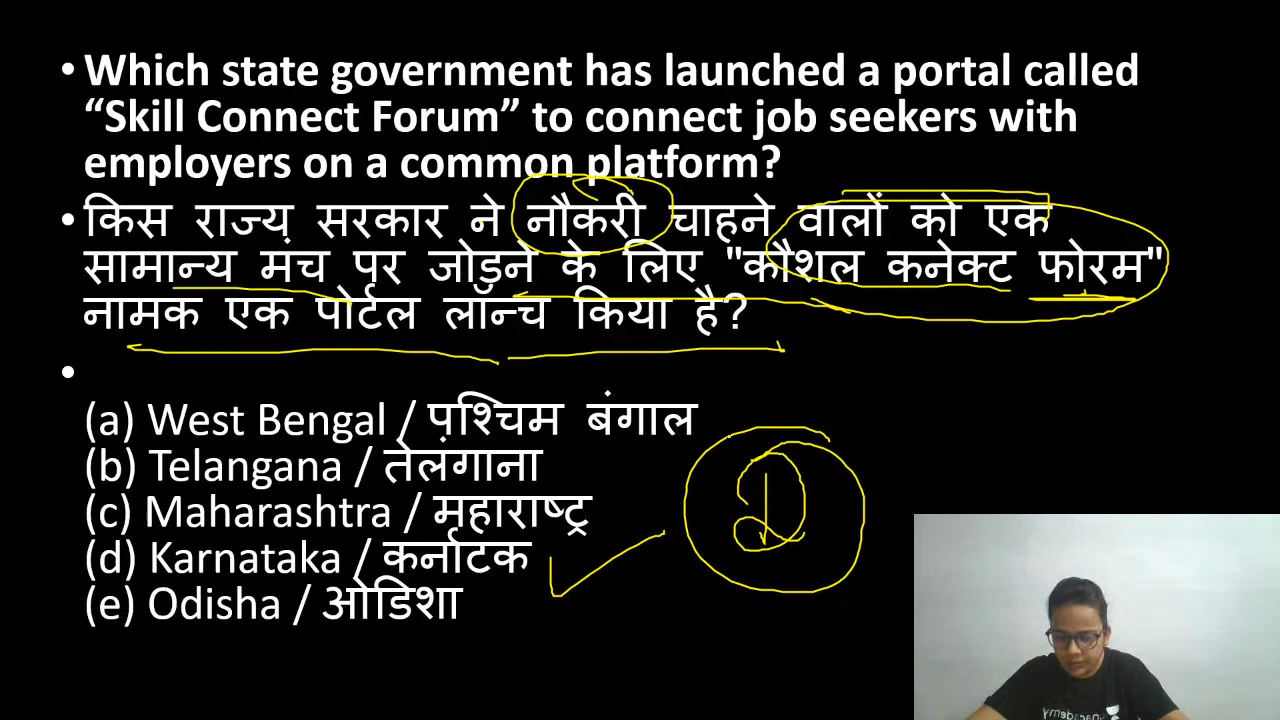 • Which state government has launched a portal called
“Skill Connect Forum” to connect job seekers with
employers on a common platform?
• किस राज्य सरकार ने नौकरी चाहने वालों को एक
सामान्य मंच पर जोड़ने के लिए "कौशल कनेक्ट फोरम"
नामक एक पोर्टल लॉन्च किया है?
•
(a) West Bengal / पश्चिम बंगाल
(b) Telangana / तेलंगाना
(c) Maharashtra / महाराष्ट्र
(d) Karnataka / कर्नाटक
(e) Odisha / ओडिशा
D